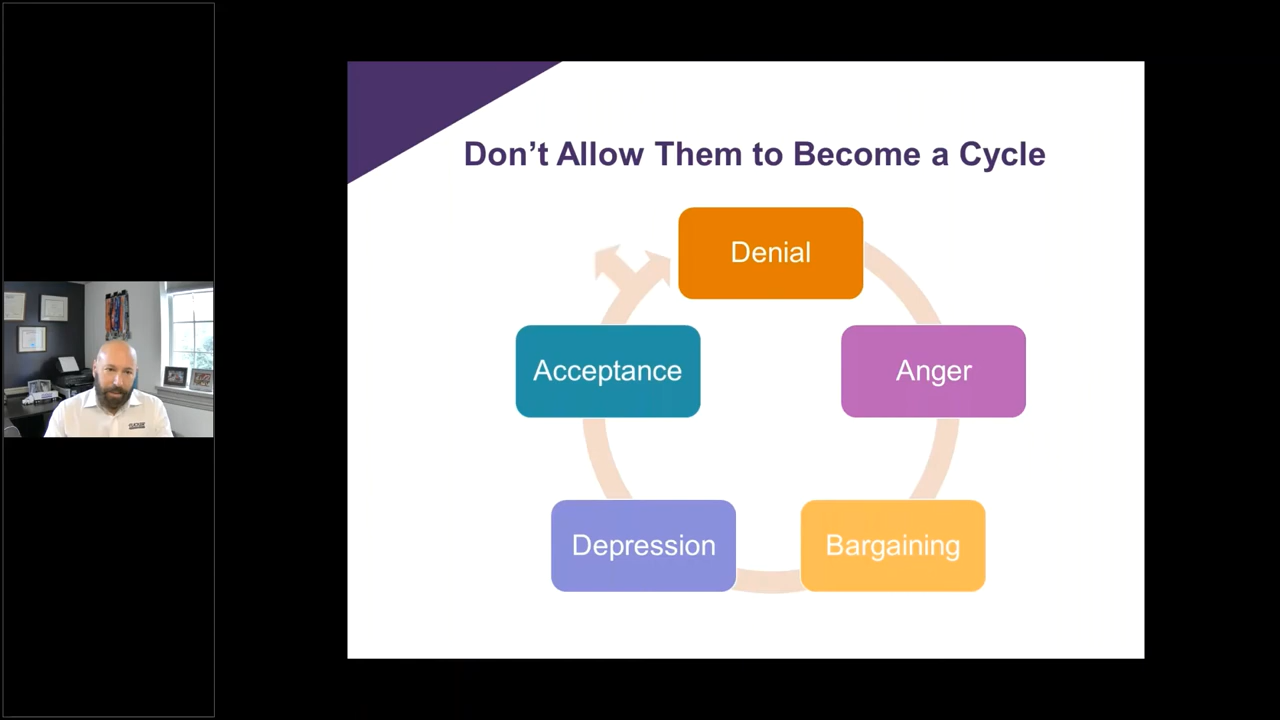 Don't Allow Them to Become a Cycle
Denial
Acceptance
Anger
Depression
Bargaining